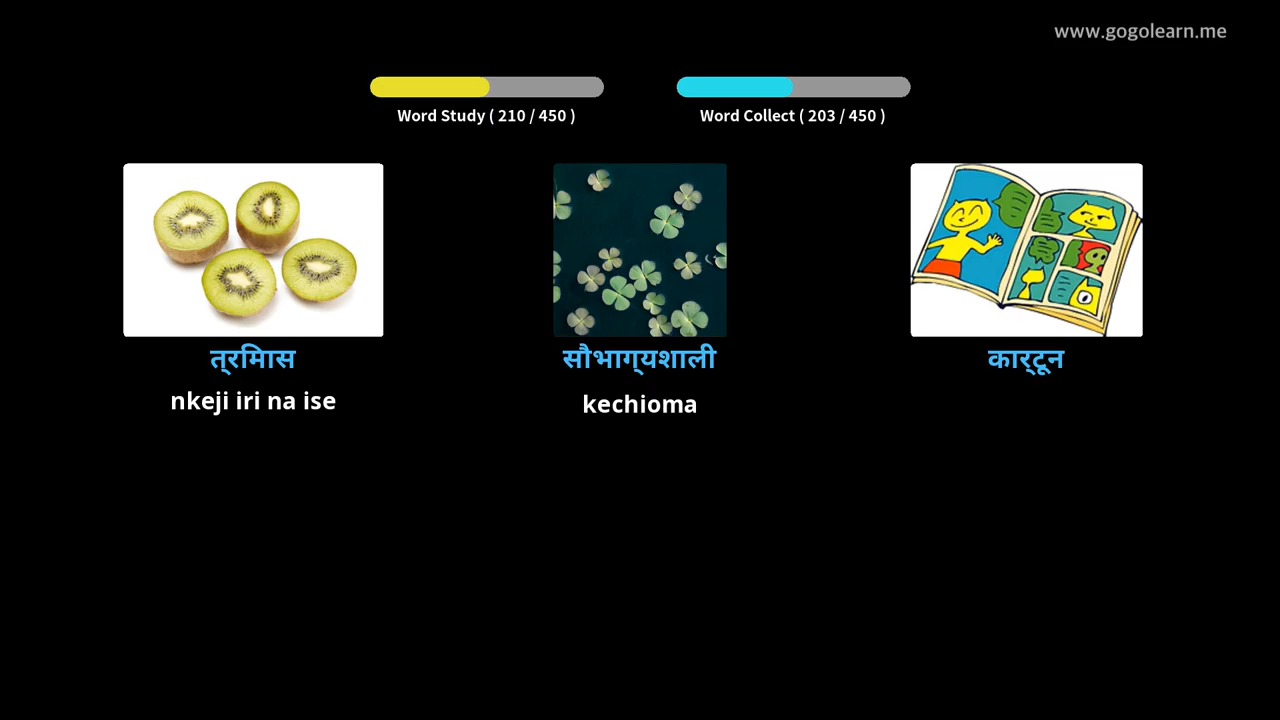 www.gogolearn.me
Word Study ( 210 / 450 )
Word Collect ( 203 / 450 )
त्रमािस
सौभाग्यशाली
कार्टून
nkeji iri na ise
kechioma